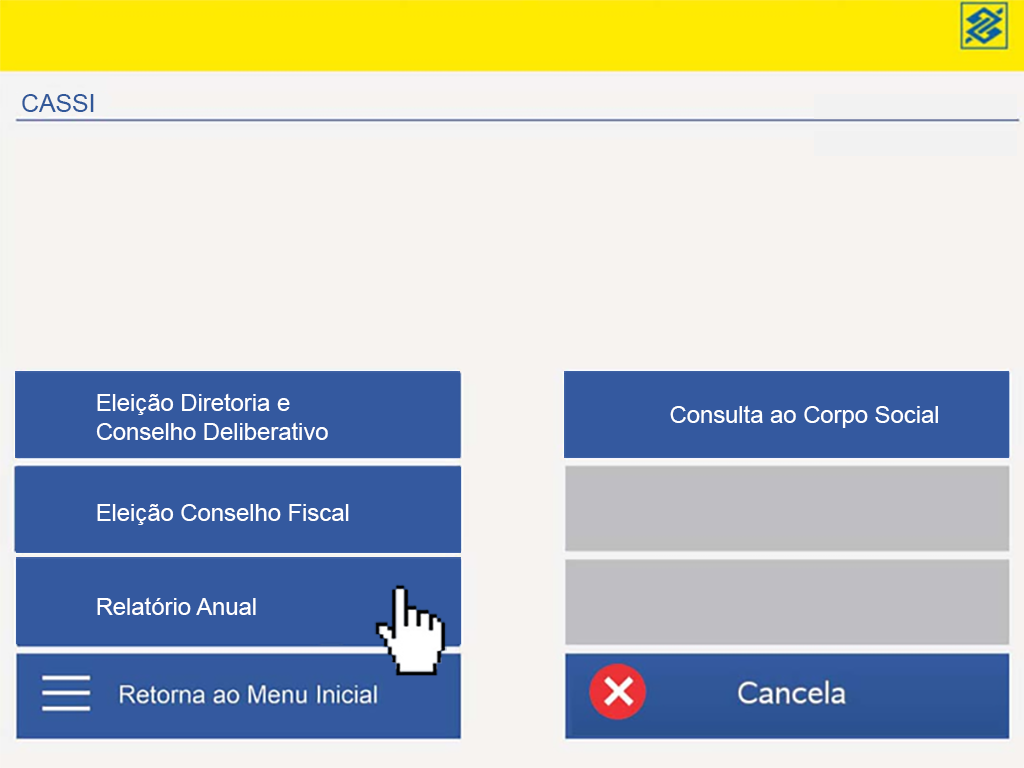 CASSI
Eleição Diretoria e
Conselho Deliberativo
Consulta ao Corpo Social
Eleição Conselho Fiscal
Relatório Anual
Retorna ao Menu Inicial
Cancela